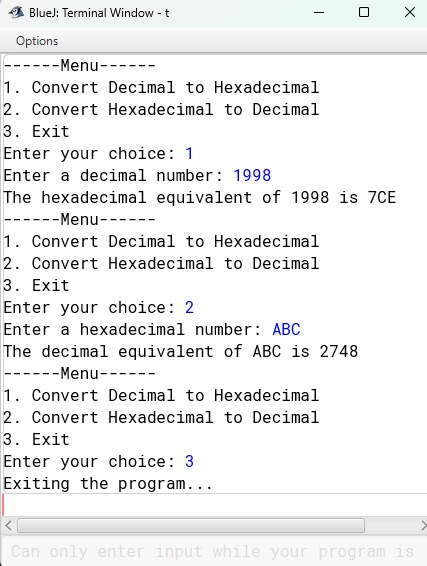 BlueJ: Terminal Window - t
Options
------Menu------
1. Convert Decimal to Hexadecimal
2. Convert Hexadecimal to Decimal
3. Exit
Enter your choice: 1
Enter a decimal number: 1998
The hexadecimal equivalent of 1998 is 7CE
------Menu------
1. Convert Decimal to Hexadecimal
2. Convert Hexadecimal to Decimal
3. Exit
Enter your choice: 2
Enter a hexadecimal number: ABC
The decimal equivalent of ABC is 2748
------Menu------
1. Convert Decimal to Hexadecimal
2. Convert Hexadecimal to Decimal
3. Exit
Enter your choice: 3
Exiting the program...
Can only enter input while your program is